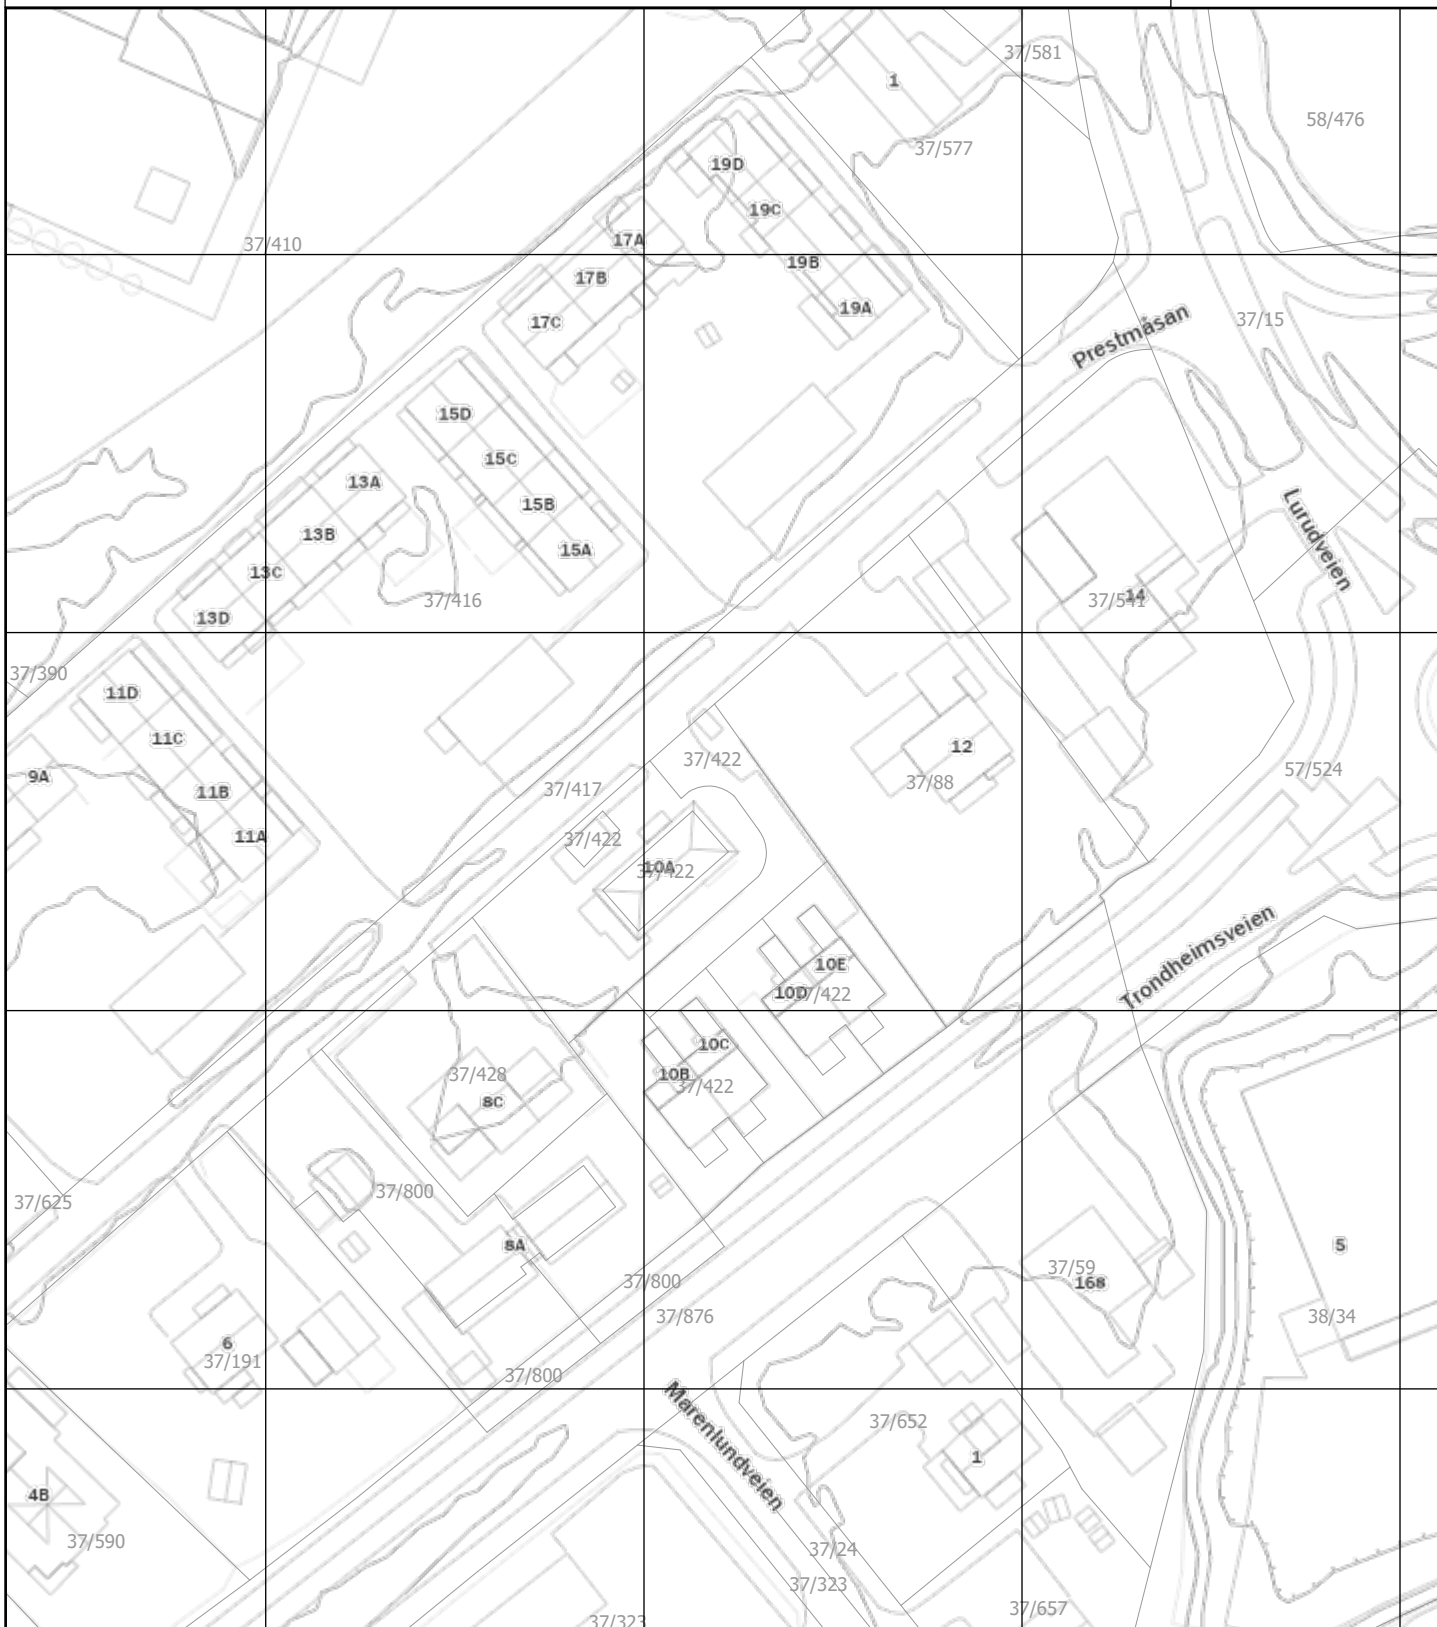 37/581
1
58/476
37/577
19D
19C
37/410
17A
19B
17B
19A
17C
Prestmåsan
37/15
15D
15C
13A
15B
13B
Lurudveien
15A
13C
37/416
14
37/541
13D
37/390
11D
11C
12
37/422
9A
37/88
57/524
11B
37/417
11A
37/422
10A
37/422
10E
10D
37/422
Trondheimsveien
10C
10B
37/428
37/422
8C
37/800
37/625
8A
5
37/59
168
37/800
37/876
38/34
6
37/191
37/800
Marenlundveien
37/652
1
4B
37/590
37/24
37/323
37/657
37/323